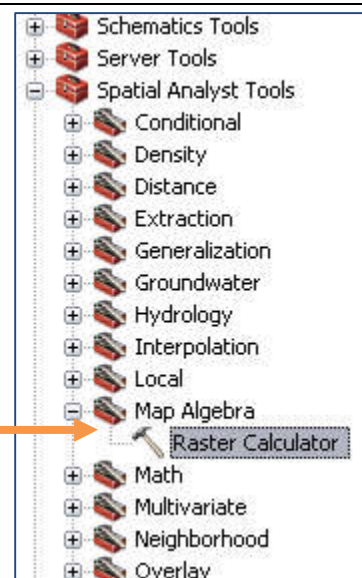 Schematics Tools
Server Tools
Spatial Analyst Tools
Conditional
Density
Distance
Extraction
Generalization
Groundwater
Hydrology
Interpolation
Local
Map Algebra
Raster Calculator
Math
Multivariate
Neighborhood
Overlay